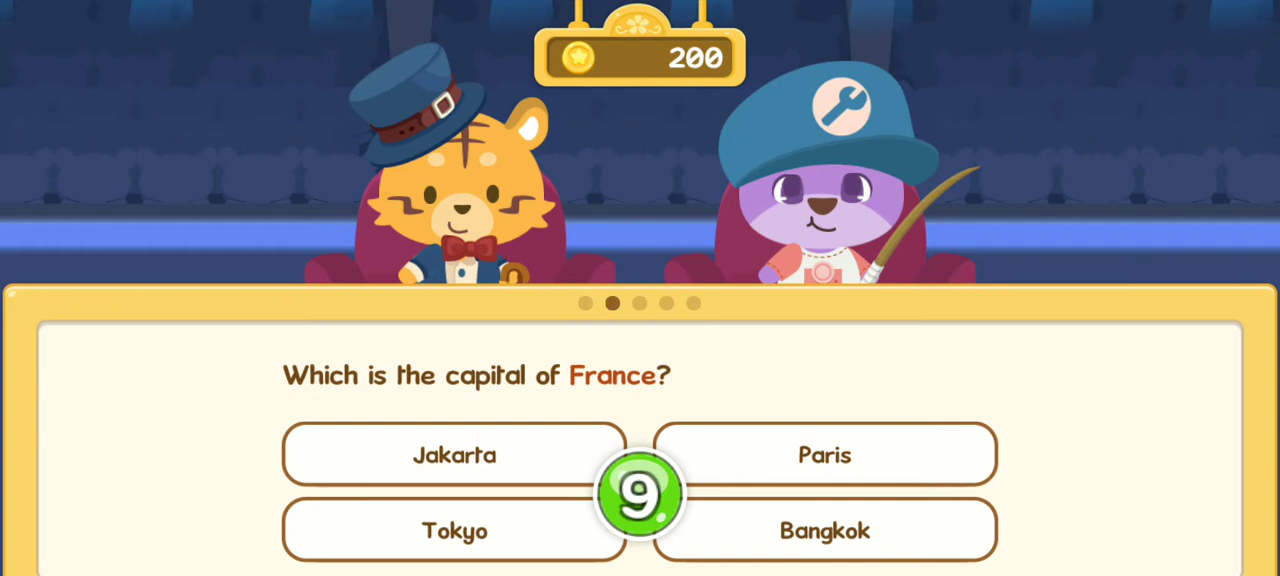 200
Which is the capital of France?
Jakarta
Paris
9
Tokyo
Bangkok